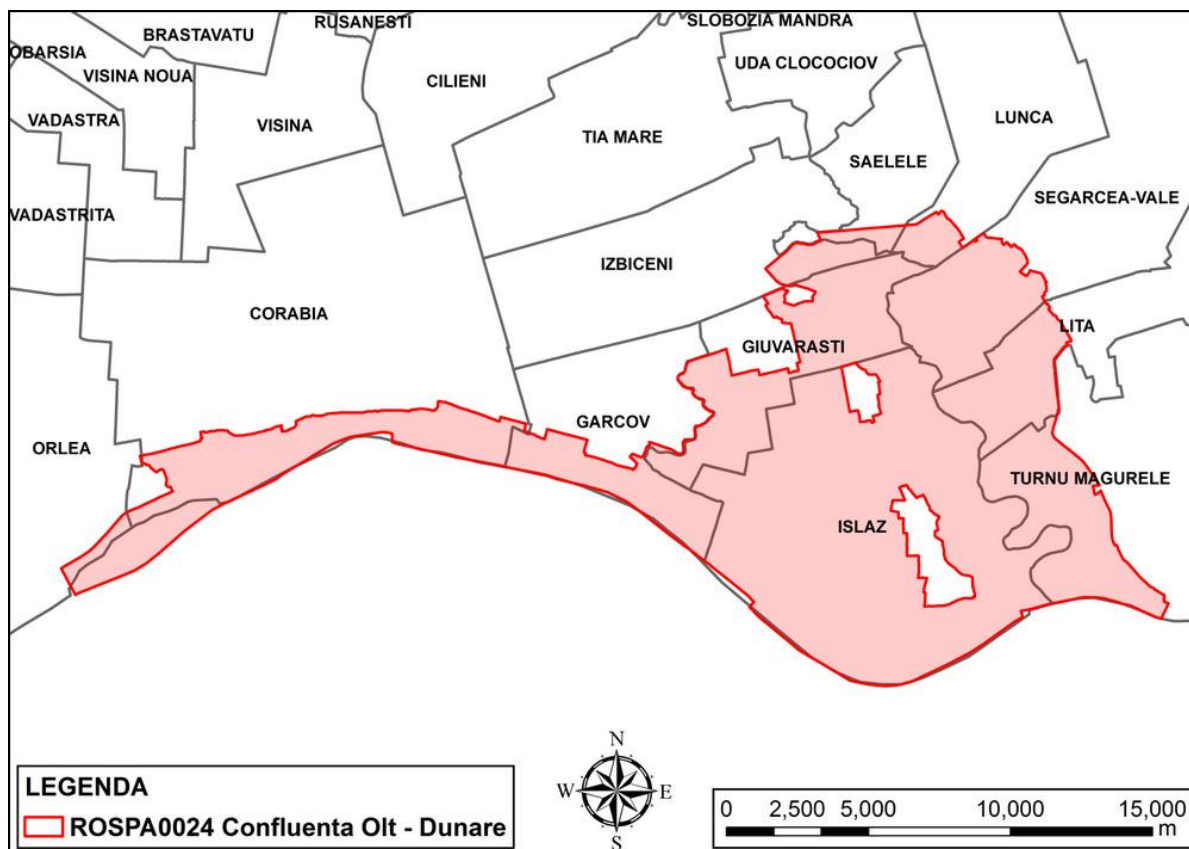 SLOBOZIA MANDRA
RUSANESTI
BRASTAVATU
OBARSIA
UDA CLOCOCIOV
VISINA NOUA
CILIENI
VADASTRA
VISINA
LUNCA
TIA MARE
SAELELE
SEGARCEA-VALE
VADASTRITA
IZBICENI
CORABIA
LITA
GIUVARASTI
GARCOV
ORLEA
TURNU MAGURELE
ISLAZ
N
W E
S
LEGENDA
ROSPA0024 Confluenta Olt - Dunare
0 2,500 5,000 10,000 15,000
m